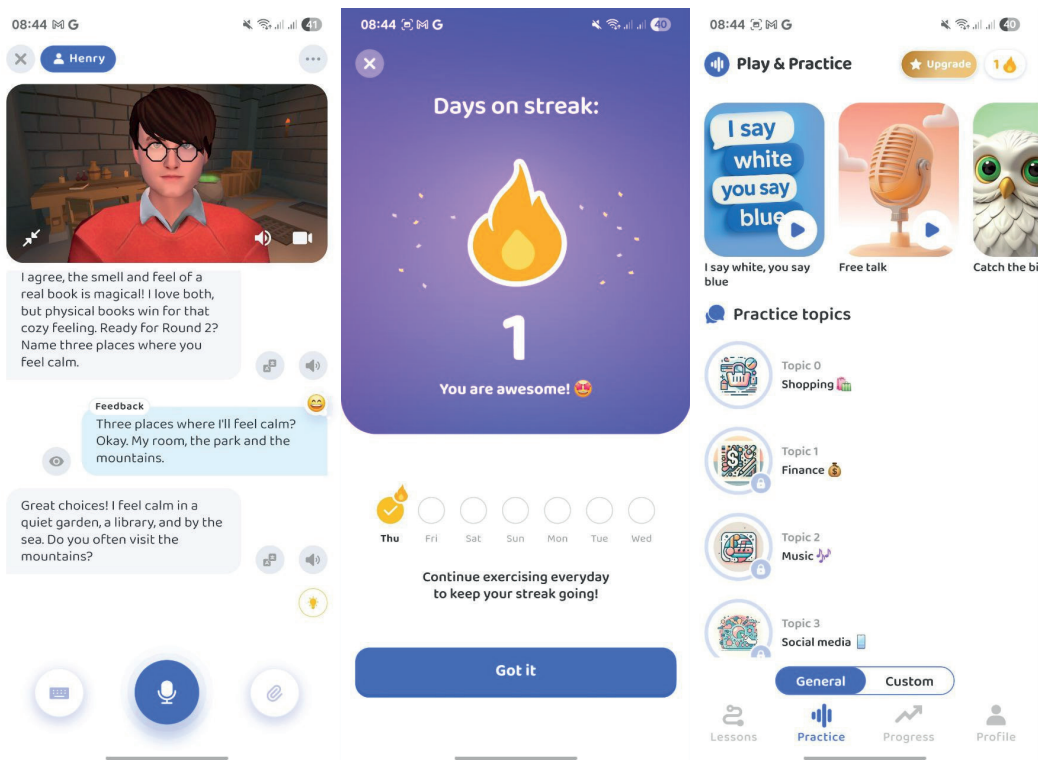 08:44 M G
41
Henry
I agree, the smell and feel of a
real book is magical! I love both,
but physical books win for that
cozy feeling. Ready for Round 2?
Name three places where you
feel calm.
Feedback
Three places where I'll feel calm?
Okay. My room, the park and the
mountains.
Great choices! I feel calm in a
quiet garden, a library, and by the
sea. Do you often visit the
mountains?
08:44 M G
40
Days on streak:
1
You are awesome! 🤩
Thu Fri Sat Sun Mon Tue Wed
Continue exercising everyday
to keep your streak going!
Got it
08:44 M G
40
Play & Practice
Upgrade
1
I say
white
you say
blue
I say white, you say
blue
Free talk
Catch the bi
Practice topics
Topic 0
Shopping 🛍️
Topic 1
Finance 💰
Topic 2
Music 🎶
Topic 3
Social media 📱
General Custom
Lessons Practice Progress Profile